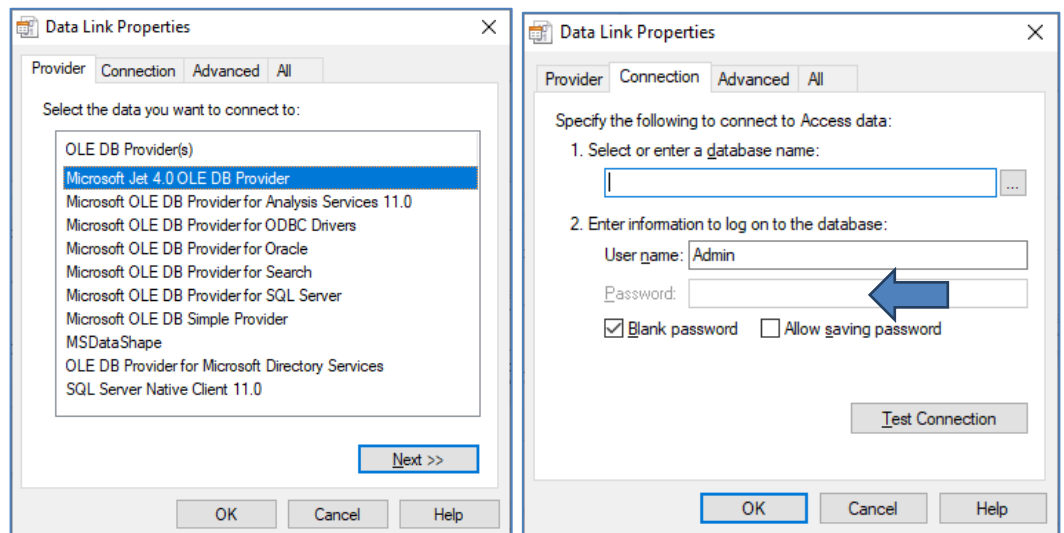 Data Link Properties
Provider Connection Advanced All
Select the data you want to connect to:
OLE DB Provider(s)
Microsoft Jet 4.0 OLE DB Provider
Microsoft OLE DB Provider for Analysis Services 11.0
Microsoft OLE DB Provider for ODBC Drivers
Microsoft OLE DB Provider for Oracle
Microsoft OLE DB Provider for Search
Microsoft OLE DB Provider for SQL Server
Microsoft OLE DB Simple Provider
MSDataShape
OLE DB Provider for Microsoft Directory Services
SQL Server Native Client 11.0
Next >>
OK Cancel Help
Data Link Properties
Provider Connection Advanced All
Specify the following to connect to Access data:
1. Select or enter a database name:
...
2. Enter information to log on to the database:
User name: Admin
Password:
Blank password Allow saving password
Test Connection
OK Cancel Help